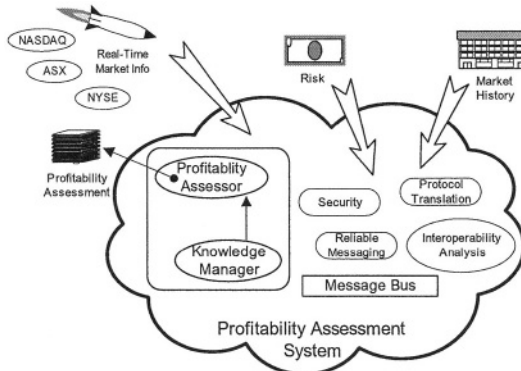 NASDAQ
ASX
NYSE
Real-Time
Market Info
Risk
Market
History
Profitability
Assessment
Profitablity
Assessor
Knowledge
Manager
Security
Protocol
Translation
Reliable
Messaging
Interoperability
Analysis
Message Bus
Profitability Assessment
System